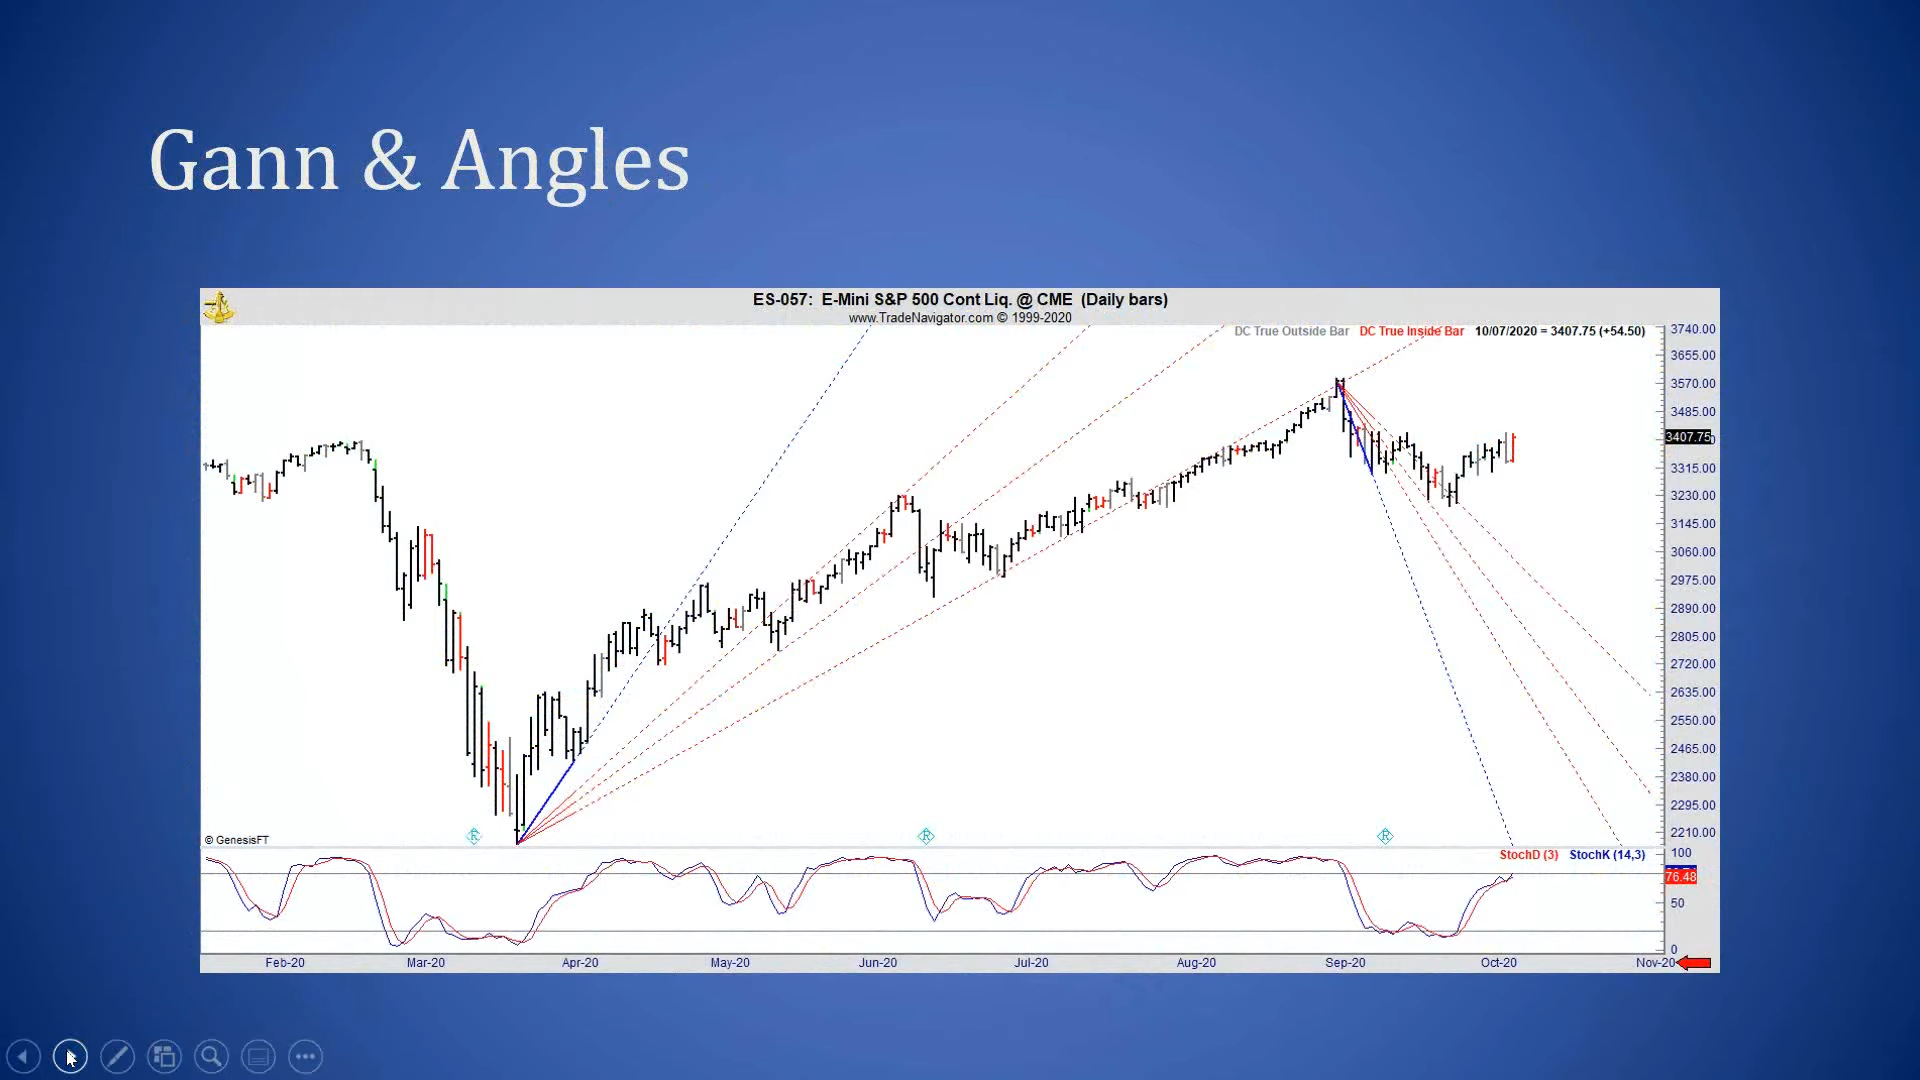 Gann & Angles
ES-057: E-Mini S&P 500 Cont Liq. @ CME (Daily bars)
www.TradeNavigator.com © 1999-2020
DC True Outside Bar DC True Inside Bar 10/07/2020 = 3407.75 (+54.50)
3740.00
3655.00
3570.00
3485.00
3407.75
3315.00
3230.00
3145.00
3060.00
2975.00
2890.00
2805.00
2720.00
2635.00
2550.00
2465.00
2380.00
2295.00
2210.00
R R R
© GenesisFT
StochD (3) StochK (14,3)
100
76.48
50
0
Feb-20 Mar-20 Apr-20 May-20 Jun-20 Jul-20 Aug-20 Sep-20 Oct-20 Nov-20